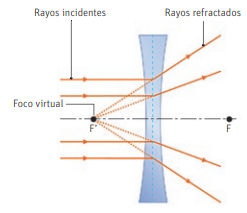 Rayos incidentes
Rayos refractados
Foco virtual
F'
F